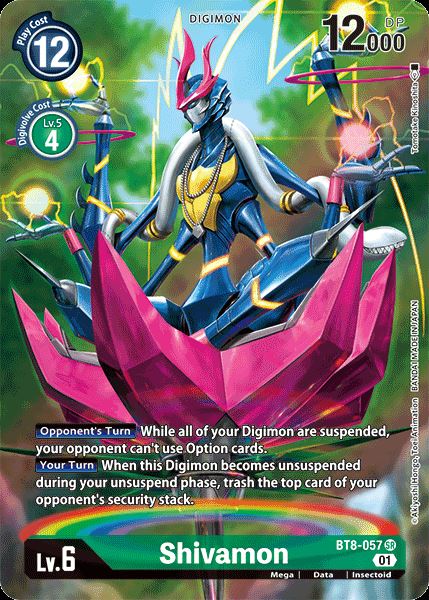 Play Cost
12
DIGIMON
DP
12000
Digivolve Cost
Lv.5
4
Tomotake Kinoshita
©Akiyoshi Hongo, Toei Animation BANDAI MADE IN JAPAN
Opponent's Turn While all of your Digimon are suspended,
your opponent can't use Option cards.
Your Turn When this Digimon becomes unsuspended
during your unsuspend phase, trash the top card of your
opponent's security stack.
Lv.6
Shivamon
BT8-057 SR
01
Mega | Data | Insectoid